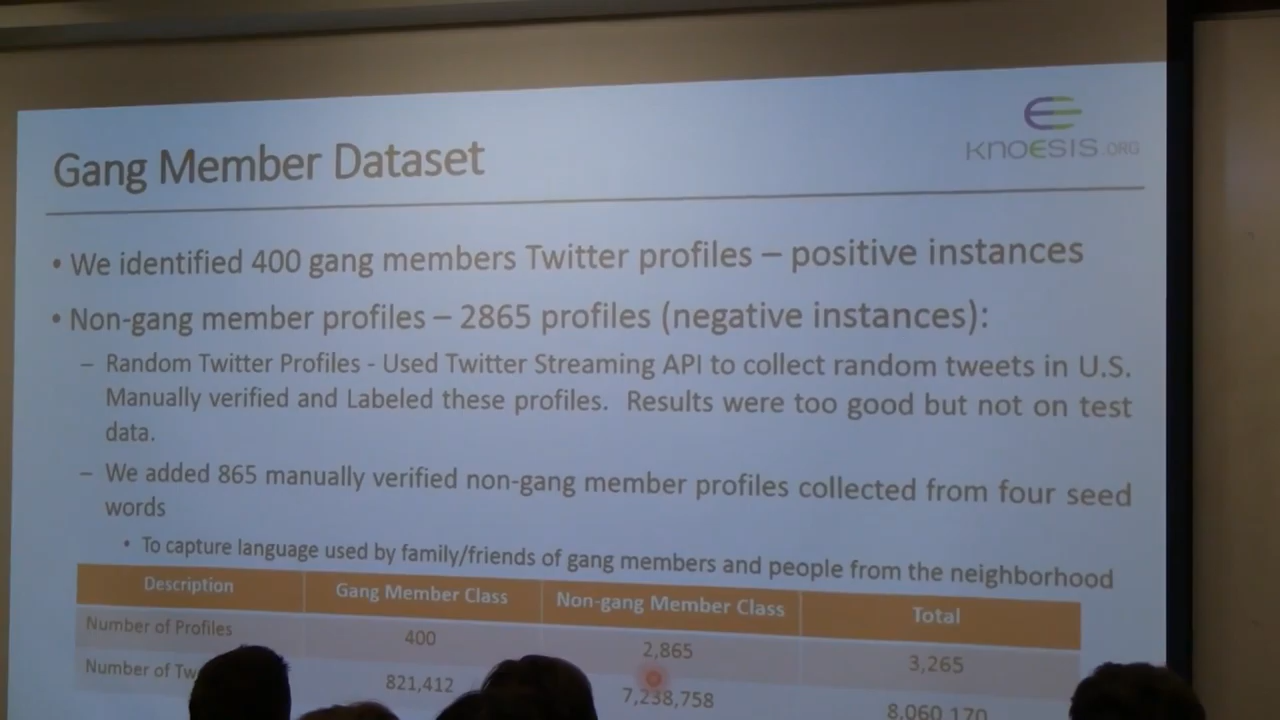 Gang Member Dataset
KNOESIS.ORG
• We identified 400 gang members Twitter profiles – positive instances
• Non-gang member profiles – 2865 profiles (negative instances):
– Random Twitter Profiles - Used Twitter Streaming API to collect random tweets in U.S.
Manually verified and Labeled these profiles. Results were too good but not on test
data.
– We added 865 manually verified non-gang member profiles collected from four seed
words
• To capture language used by family/friends of gang members and people from the neighborhood
Description Gang Member Class Non-gang Member Class Total
Number of Profiles 400 2,865 3,265
Number of 821,412 7,238,758 8,060,170